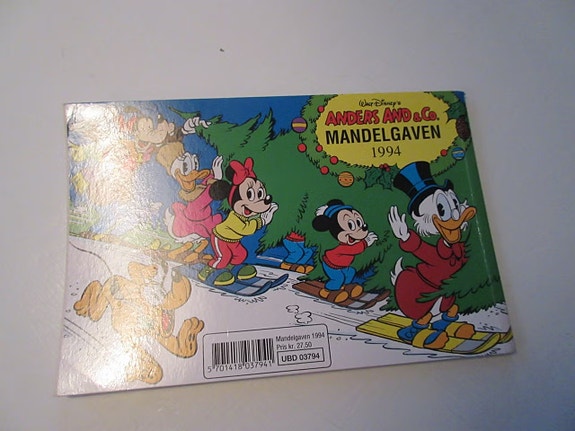 Walt Disney's
ANDERS AND & Co.
MANDELGAVEN
1994
Mandelgaven 1994
Pris kr. 27,50
UBD 03794
5 701418 037941